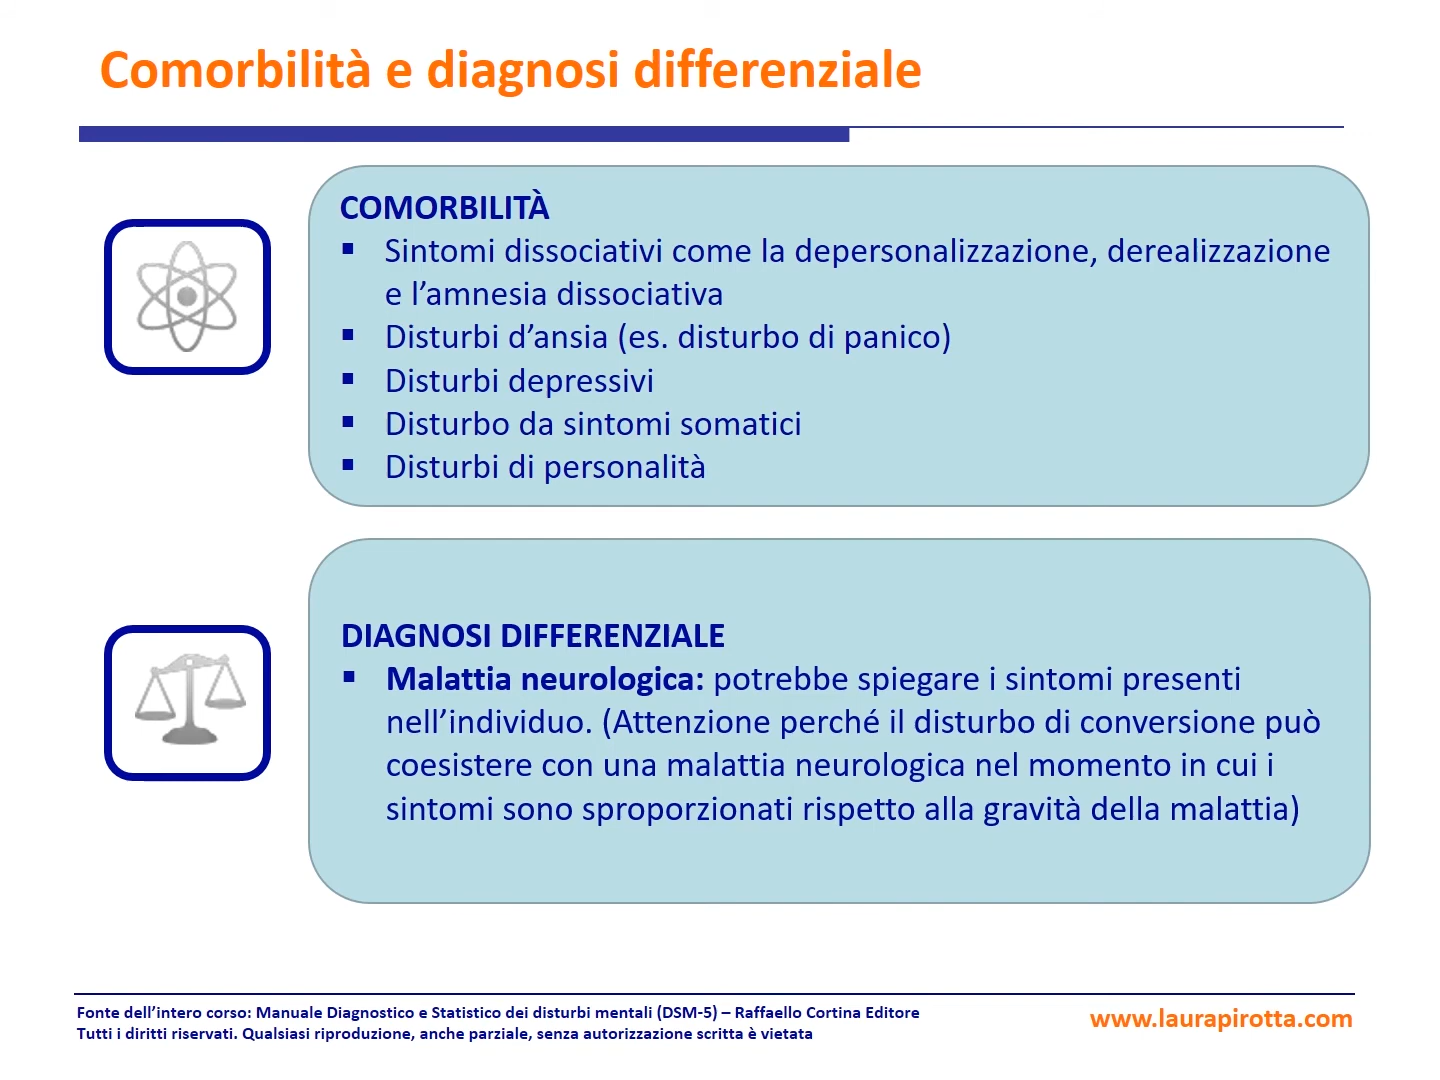 Comorbilità e diagnosi differenziale
COMORBILITÀ
▪ Sintomi dissociativi come la depersonalizzazione, derealizzazione
e l’amnesia dissociativa
▪ Disturbi d’ansia (es. disturbo di panico)
▪ Disturbi depressivi
▪ Disturbo da sintomi somatici
▪ Disturbi di personalità
DIAGNOSI DIFFERENZIALE
▪ Malattia neurologica: potrebbe spiegare i sintomi presenti
nell’individuo. (Attenzione perché il disturbo di conversione può
coesistere con una malattia neurologica nel momento in cui i
sintomi sono sproporzionati rispetto alla gravità della malattia)
Fonte dell’intero corso: Manuale Diagnostico e Statistico dei disturbi mentali (DSM-5) – Raffaello Cortina Editore
Tutti i diritti riservati. Qualsiasi riproduzione, anche parziale, senza autorizzazione scritta è vietata
www.laurapirotta.com